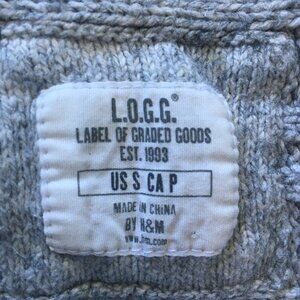 L.O.G.G.®
LABEL OF GRADED GOODS
EST. 1993
US S CA P
MADE IN CHINA
BY H&M
www.hm.com